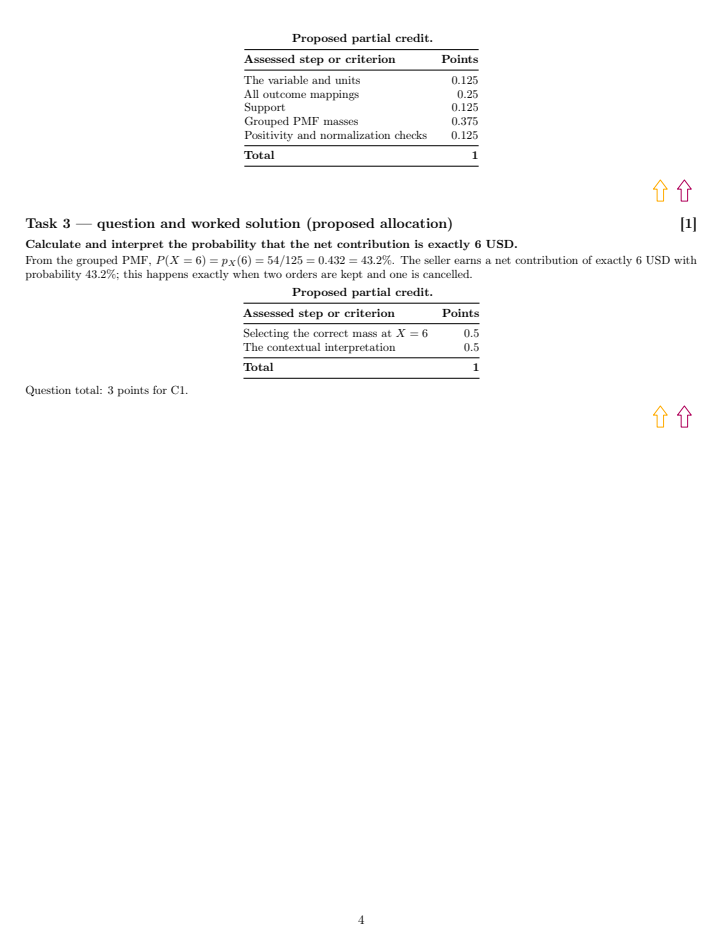 Proposed partial credit.
Assessed step or criterion Points
The variable and units 0.125
All outcome mappings 0.25
Support 0.125
Grouped PMF masses 0.375
Positivity and normalization checks 0.125
Total 1
Task 3 — question and worked solution (proposed allocation) [1]
Calculate and interpret the probability that the net contribution is exactly 6 USD.
From the grouped PMF, P(X = 6) = p_X(6) = 54/125 = 0.432 = 43.2%. The seller earns a net contribution of exactly 6 USD with
probability 43.2%; this happens exactly when two orders are kept and one is cancelled.
Proposed partial credit.
Assessed step or criterion Points
Selecting the correct mass at X = 6 0.5
The contextual interpretation 0.5
Total 1
Question total: 3 points for C1.
4